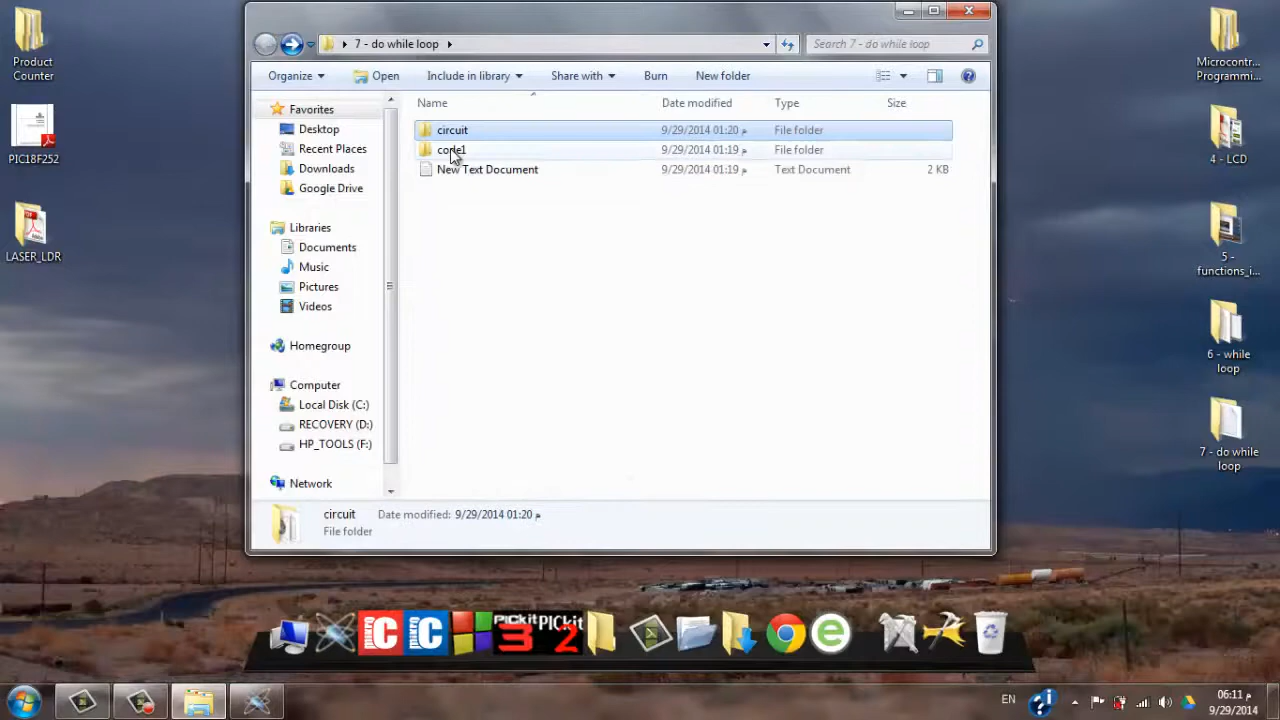 Product
Counter
PIC18F252
LASER_LDR
7 - do while loop
Search 7 - do while loop
Organize
Open
Include in library
Share with
Burn
New folder
Favorites
Desktop
Recent Places
Downloads
Google Drive
Libraries
Documents
Music
Pictures
Videos
Homegroup
Computer
Local Disk (C:)
RECOVERY (D:)
HP_TOOLS (F:)
Network
Name
Date modified
Type
Size
circuit
9/29/2014 01:20 م
File folder
9/29/2014 01:19 م
File folder
New Text Document
9/29/2014 01:19 م
Text Document
2 KB
circuit
Date modified: 9/29/2014 01:20 م
File folder
Microcontr...
Programmi...
4 - LCD
5 -
functions_i...
6 - while
loop
7 - do while
loop
PICkit
3
PICkit
2
EN
06:11 م
9/29/2014